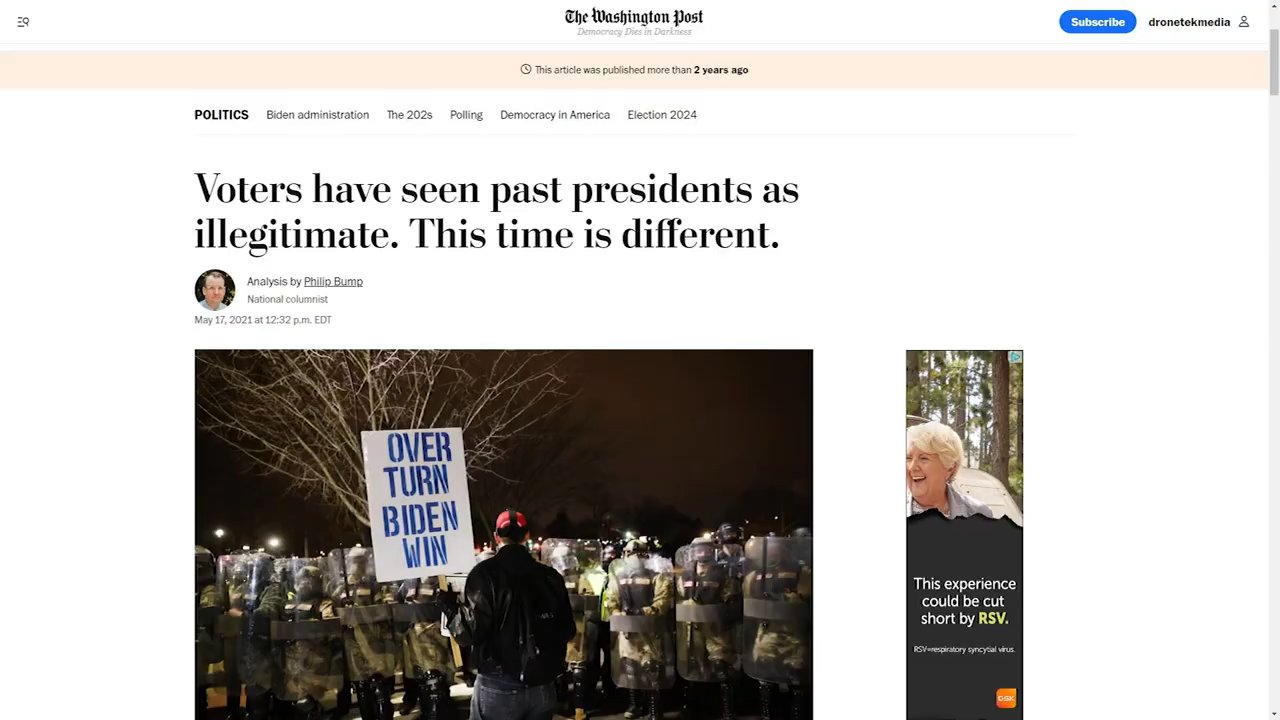 The Washington Post
Democracy Dies in Darkness
Subscribe
dronetekmedia
This article was published more than 2 years ago
POLITICS Biden administration The 202s Polling Democracy in America Election 2024
Voters have seen past presidents as
illegitimate. This time is different.
Analysis by Philip Bump
National columnist
May 17, 2021 at 12:32 p.m. EDT
OVER
TURN
BIDEN
WIN
This experience
could be cut
short by RSV.
RSV=respiratory syncytial virus.
GSK